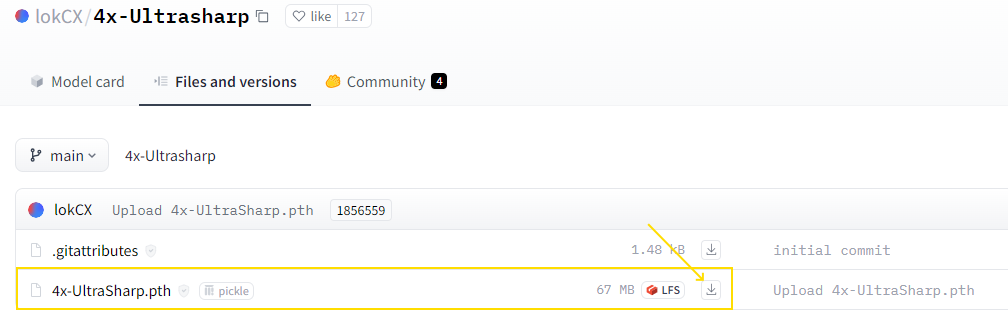 lokCX/4x-Ultrasharp like 127
Model card Files and versions Community 4
main 4x-Ultrasharp
lokCX Upload 4x-UltraSharp.pth 1856559
.gitattributes 1.48 kB initial commit
4x-UltraSharp.pth pickle 67 MB LFS Upload 4x-UltraSharp.pth